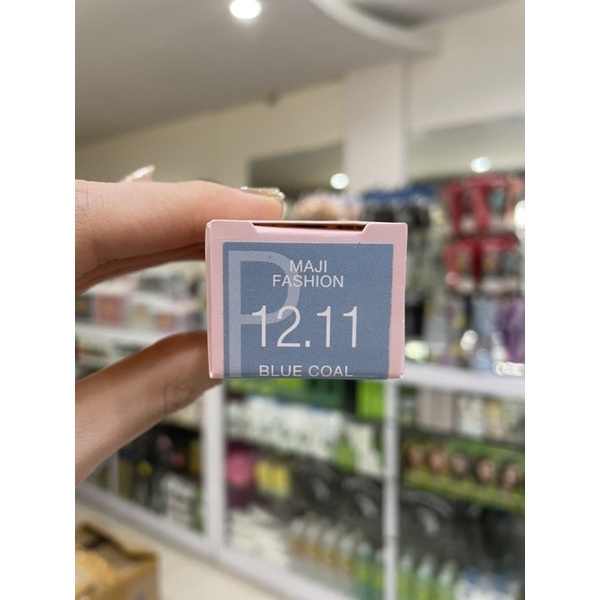 P
MAJI
FASHION
12.11
BLUE COAL